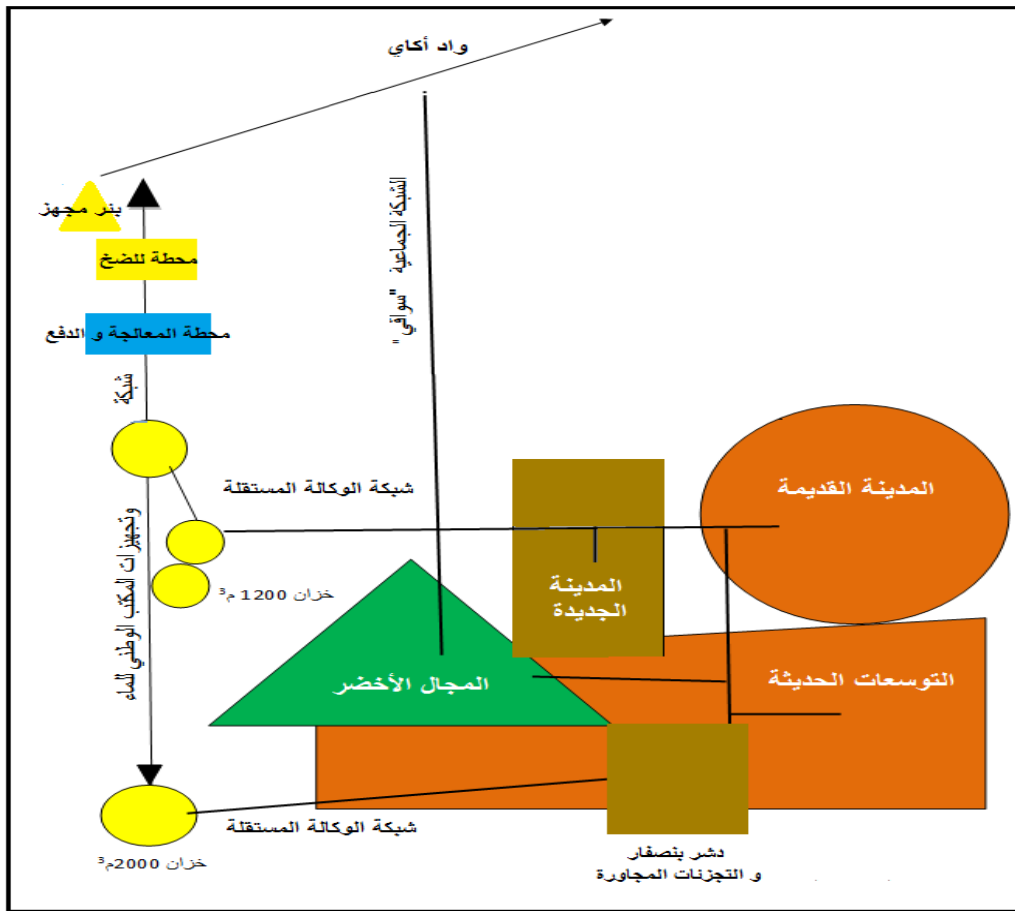 واد أكاي
بئر مجهز
محطة للضخ
محطة المعالجة و الدفع
شبكة
وتجهيزات المكتب الوطني للماء
الشبكة الجماعية "سواقي"
شبكة الوكالة المستقلة
خزان 1200 م³
المدينة القديمة
المدينة
الجديدة
المجال الأخضر
التوسعات الحديثة
شبكة الوكالة المستقلة
خزان 2000م³
دشر بنصفار
و التجزئات المجاورة